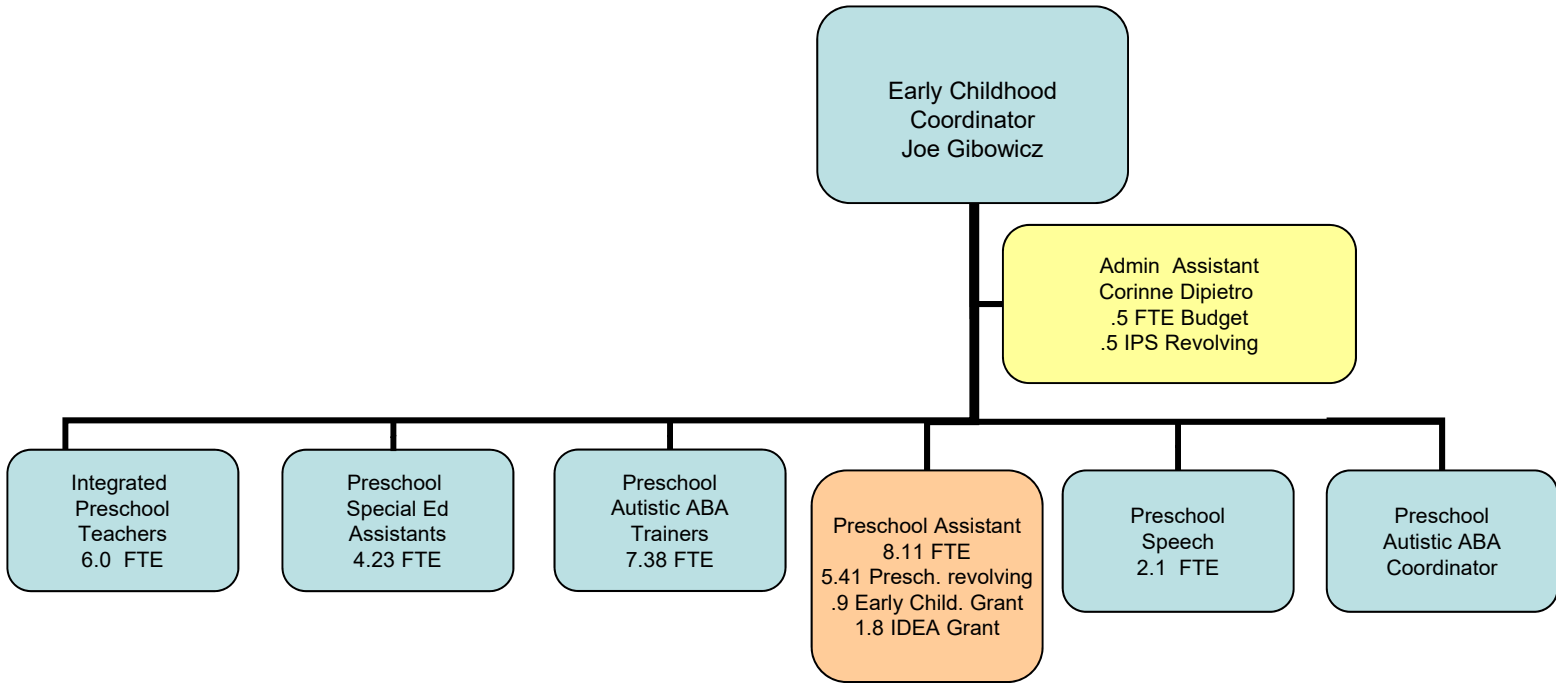 Early Childhood
Coordinator
Joe Gibowicz
Admin Assistant
Corinne Dipietro
.5 FTE Budget
.5 IPS Revolving
Integrated
Preschool
Teachers
6.0 FTE
Preschool
Special Ed
Assistants
4.23 FTE
Preschool
Autistic ABA
Trainers
7.38 FTE
Preschool Assistant
8.11 FTE
5.41 Presch. revolving
.9 Early Child. Grant
1.8 IDEA Grant
Preschool
Speech
2.1 FTE
Preschool
Autistic ABA
Coordinator